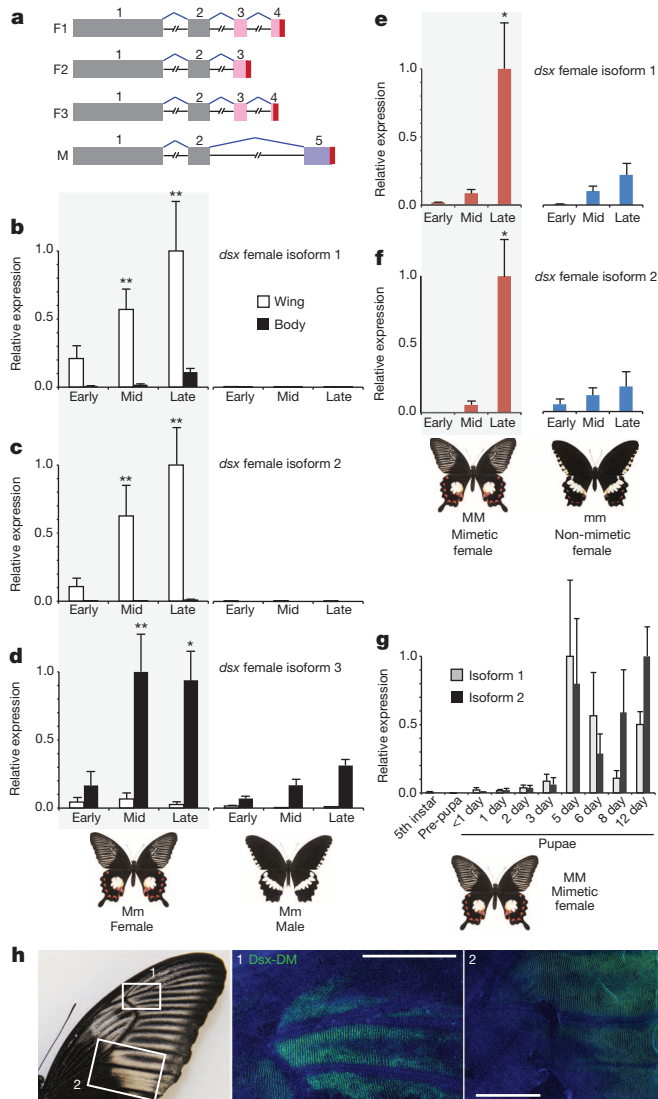 a
F1 1 2 3 4
F2 1 2 3
F3 1 2 3 4
M 1 2 5
b
**
**
dsx female isoform 1
Wing
Body
Relative expression
1.0
0.5
0.0
Early Mid Late Early Mid Late
c
**
**
dsx female isoform 2
Relative expression
1.0
0.5
0.0
Early Mid Late Early Mid Late
d
**
*
dsx female isoform 3
Relative expression
1.0
0.5
0.0
Early Mid Late Early Mid Late
Mm
Female
Mm
Male
e
*
dsx female isoform 1
Relative expression
1.0
0.5
0.0
Early Mid Late Early Mid Late
f
*
dsx female isoform 2
Relative expression
1.0
0.5
0.0
Early Mid Late Early Mid Late
MM
Mimetic
female
mm
Non-mimetic
female
g
Isoform 1
Isoform 2
Relative expression
1.0
0.5
0.0
5th instar Pre-pupa <1 day 1 day 2 day 3 day 5 day 6 day 8 day 12 day
Pupae
MM
Mimetic
female
h
1
2
1 Dsx-DM
2